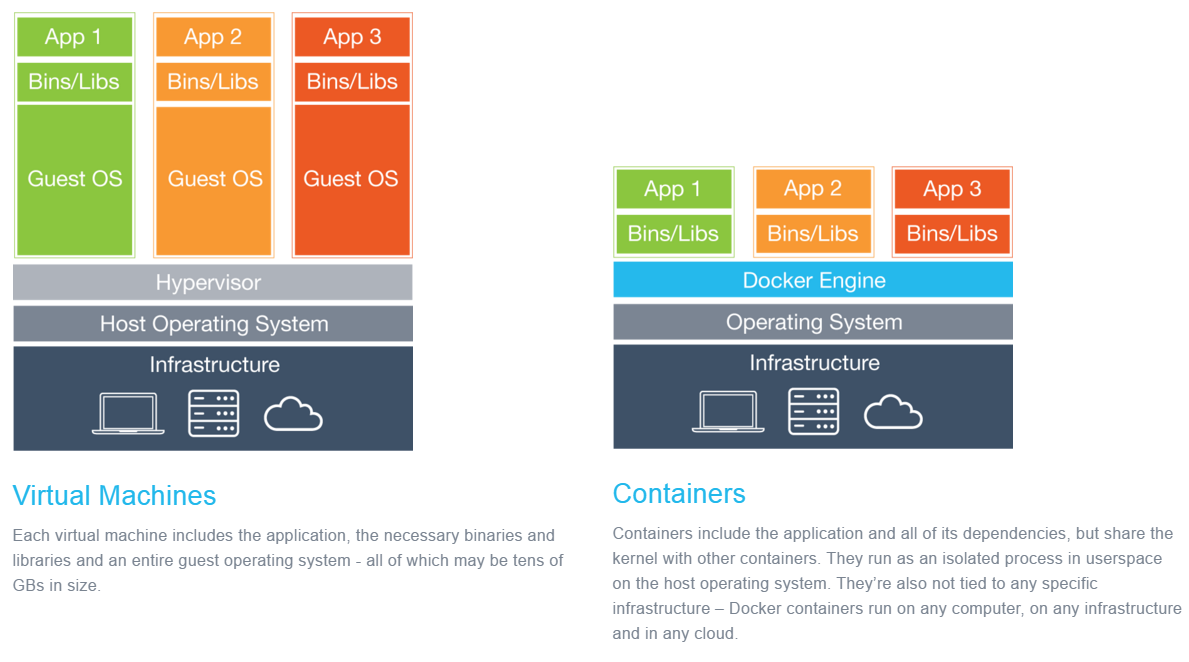 App 1
App 2
App 3
Bins/Libs
Bins/Libs
Bins/Libs
Guest OS
Guest OS
Guest OS
Hypervisor
Host Operating System
Infrastructure
Virtual Machines
Each virtual machine includes the application, the necessary binaries and
libraries and an entire guest operating system - all of which may be tens of
GBs in size.
App 1
App 2
App 3
Bins/Libs
Bins/Libs
Bins/Libs
Docker Engine
Operating System
Infrastructure
Containers
Containers include the application and all of its dependencies, but share the
kernel with other containers. They run as an isolated process in userspace
on the host operating system. They’re also not tied to any specific
infrastructure – Docker containers run on any computer, on any infrastructure
and in any cloud.